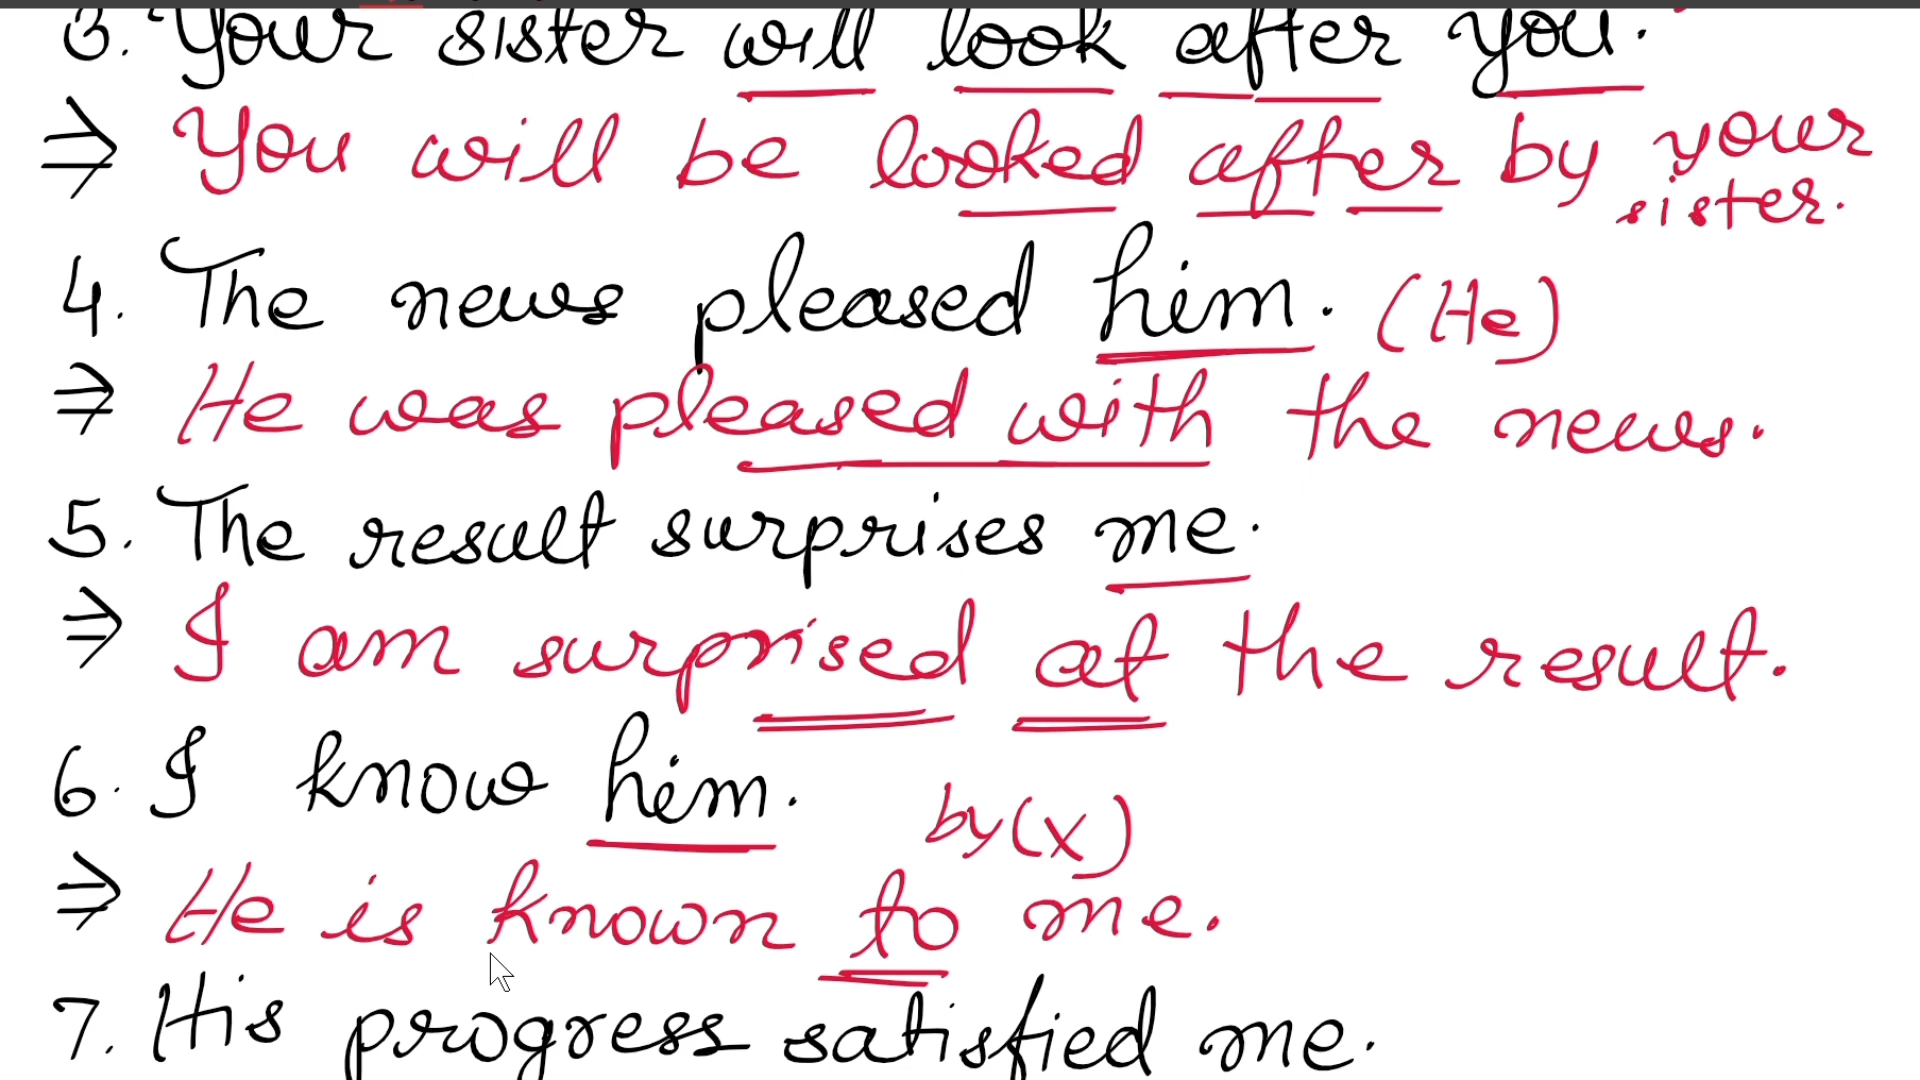 3. Your sister will look after you.
⇒ You will be looked after by your
sister.
4. The news pleased him. (He)
⇒ He was pleased with the news.
5. The result surprises me.
⇒ I am surprised at the result.
6. I know him.
by(x)
⇒ He is known to me.
7. His progress satisfied me.